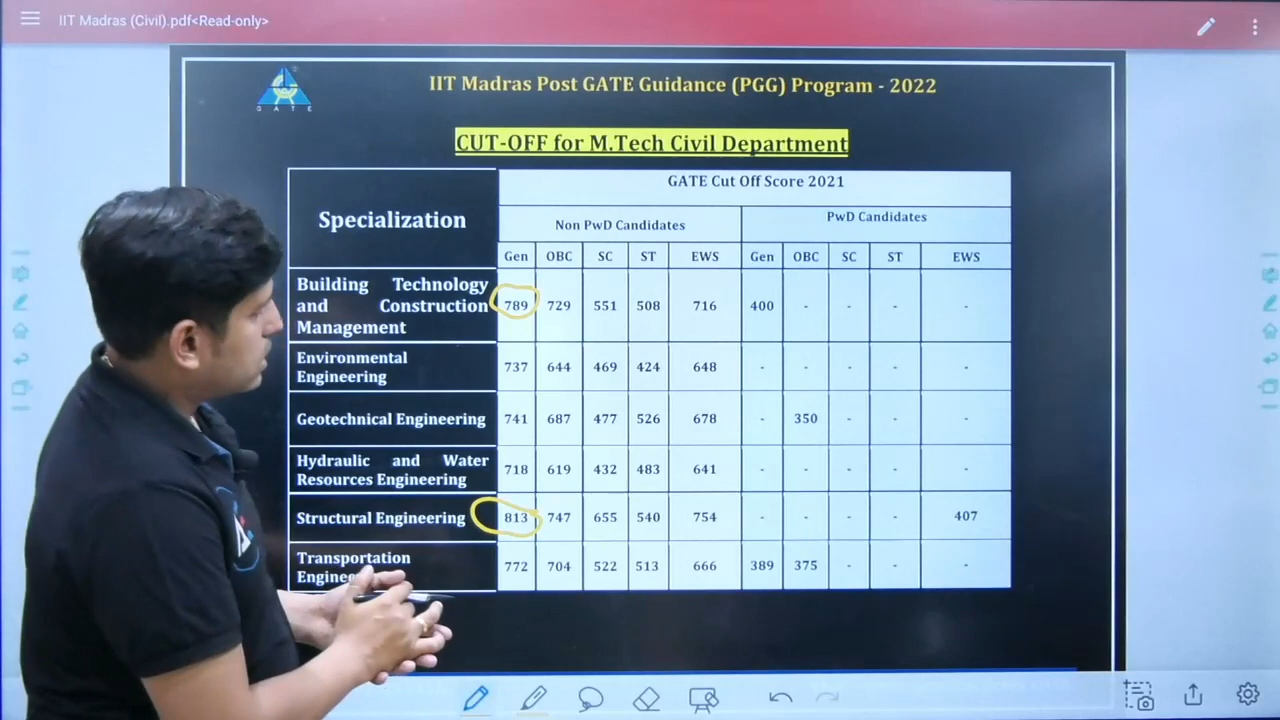 IIT Madras (Civil).pdf<Read-only>
GATE
IIT Madras Post GATE Guidance (PGG) Program - 2022
CUT-OFF for M.Tech Civil Department
Specialization
GATE Cut Off Score 2021
Non PwD Candidates
PwD Candidates
Gen OBC SC ST EWS Gen OBC SC ST EWS
Building Technology
and Construction
Management
789 729 551 508 716 400 - - - -
Environmental
Engineering
737 644 469 424 648 - - - - -
Geotechnical Engineering 741 687 477 526 678 - 350 - - -
Hydraulic and Water
Resources Engineering
718 619 432 483 641 - - - - -
Structural Engineering 813 747 655 540 754 - - - - 407
Transportation
772 704 522 513 666 389 375 - - -